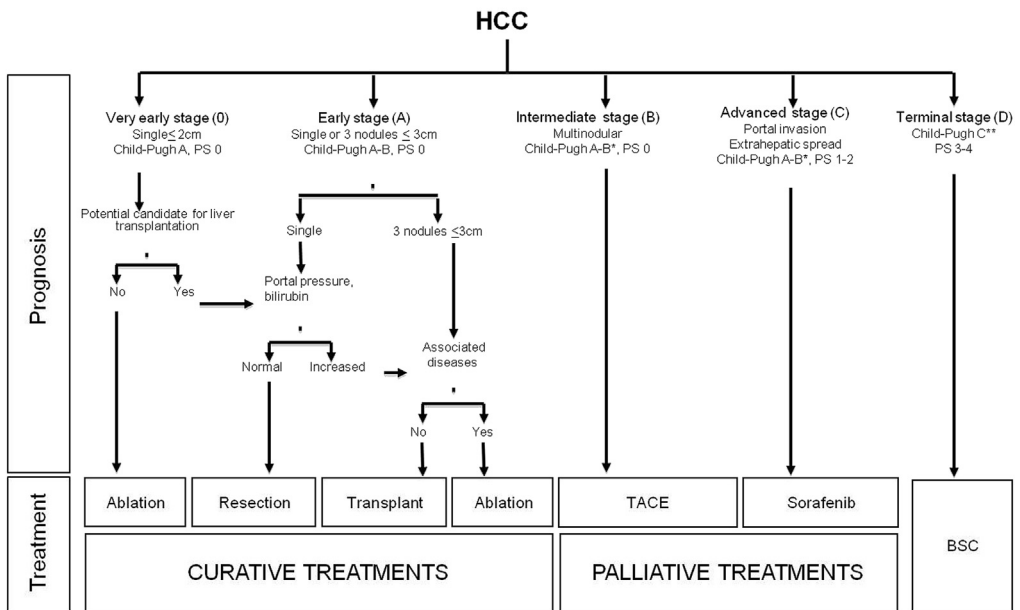 HCC
Prognosis
Very early stage (0)
Single≤ 2cm
Child-Pugh A, PS 0
Early stage (A)
Single or 3 nodules ≤ 3cm
Child-Pugh A-B, PS 0
Intermediate stage (B)
Multinodular
Child-Pugh A-B*, PS 0
Advanced stage (C)
Portal invasion
Extrahepatic spread
Child-Pugh A-B*, PS 1-2
Terminal stage (D)
Child-Pugh C**
PS 3-4
Potential candidate for liver
transplantation
Single
3 nodules ≤3cm
No
Yes
Portal pressure,
bilirubin
Normal
Increased
Associated
diseases
No
Yes
Treatment
Ablation
Resection
Transplant
Ablation
TACE
Sorafenib
BSC
CURATIVE TREATMENTS
PALLIATIVE TREATMENTS